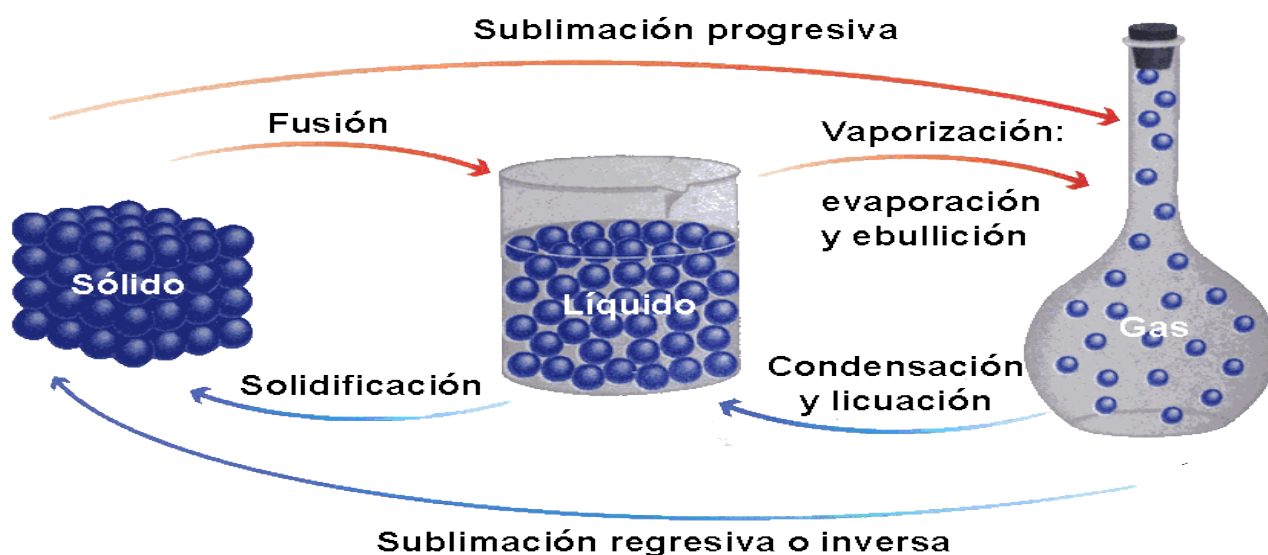 Sublimación progresiva
Fusión
Vaporización:
evaporación
y ebullición
Sólido
Líquido
Gas
Solidificación
Condensación
y licuación
Sublimación regresiva o inversa